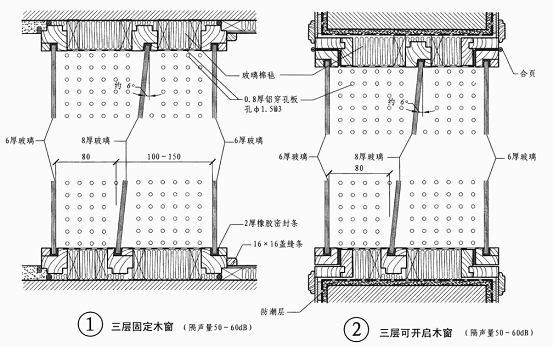 玻璃棉毡
合页
约 6°
0.8厚铝穿孔板
孔φ1.5@3
约 6°
6厚玻璃
8厚玻璃
6厚玻璃
6厚玻璃
8厚玻璃
6厚玻璃
80
100~150
80
2厚橡胶密封条
16×16盖缝条
防潮层
1 三层固定木窗 (隔声量50-60dB)
2 三层可开启木窗 (隔声量50-60dB)